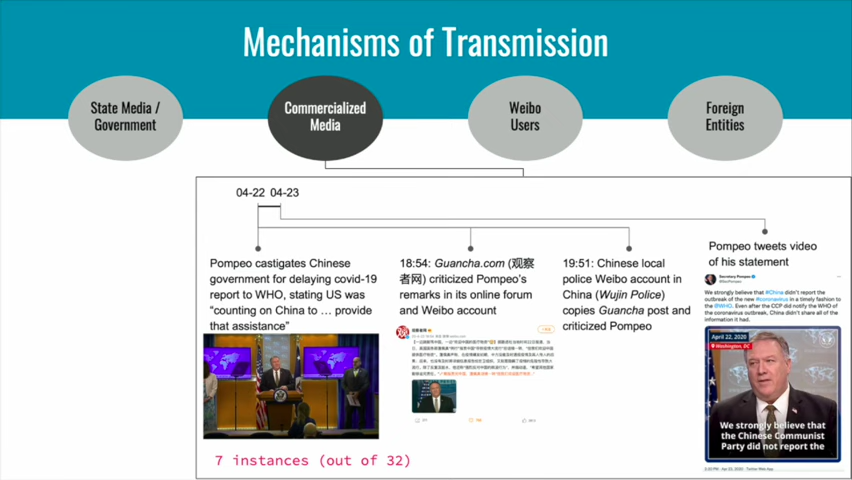 Mechanisms of Transmission
State Media /
Government
Commercialized
Media
Weibo
Users
Foreign
Entities
04-22 04-23
Pompeo castigates Chinese
government for delaying covid-19
report to WHO, stating US was
“counting on China to ... provide
that assistance”
18:54: Guancha.com (观察
者网) criticized Pompeo’s
remarks in its online forum
and Weibo account
19:51: Chinese local
police Weibo account in
China (Wujin Police)
copies Guancha post and
criticized Pompeo
Pompeo tweets video
of his statement
Secretary Pompeo
We strongly believe that #China didn't report the
outbreak of the new #coronavirus in a timely fashion to
the @WHO. Even after the CCP did notify the WHO of
the coronavirus outbreak, China didn't share all of the
information it had.
April 22, 2020
Washington, DC
We strongly believe that
the Chinese Communist
Party did not report the
7 instances (out of 32)